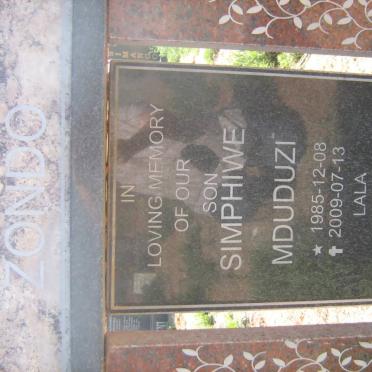 ZONDO
IN
LOVING MEMORY
OF OUR
SON
SIMPHIWE
MDUDUZI
★ 1985-12-08
✝ 2009-07-13
LALA